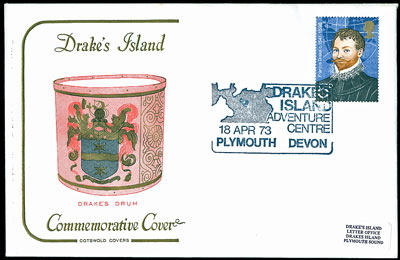 Drake's Island
DRAKE'S DRUM
Commemorative Cover
COTSWOLD COVERS
DRAKE'S
ISLAND
ADVENTURE
CENTRE
18 APR 73
PLYMOUTH DEVON
DRAKE'S ISLAND
LETTER OFFICE
DRAKES ISLAND
PLYMOUTH SOUND